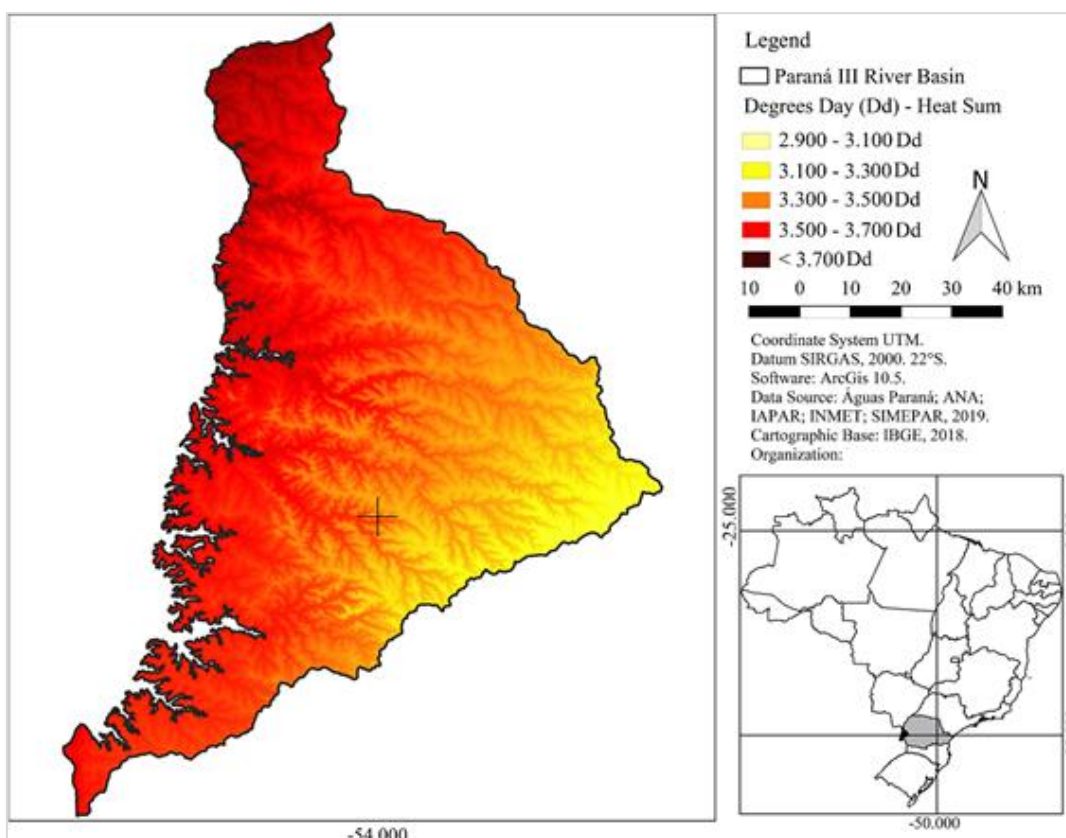 Legend
Paraná III River Basin
Degrees Day (Dd) - Heat Sum
2.900 - 3.100 Dd
3.100 - 3.300 Dd
3.300 - 3.500 Dd
3.500 - 3.700 Dd
< 3.700 Dd
N
10 0 10 20 30 40 km
Coordinate System UTM.
Datum SIRGAS, 2000. 22°S.
Software: ArcGis 10.5.
Data Source: Águas Paraná; ANA;
IAPAR; INMET; SIMEPAR, 2019.
Cartographic Base: IBGE, 2018.
Organization:
-25.000
-54.000
-50.000